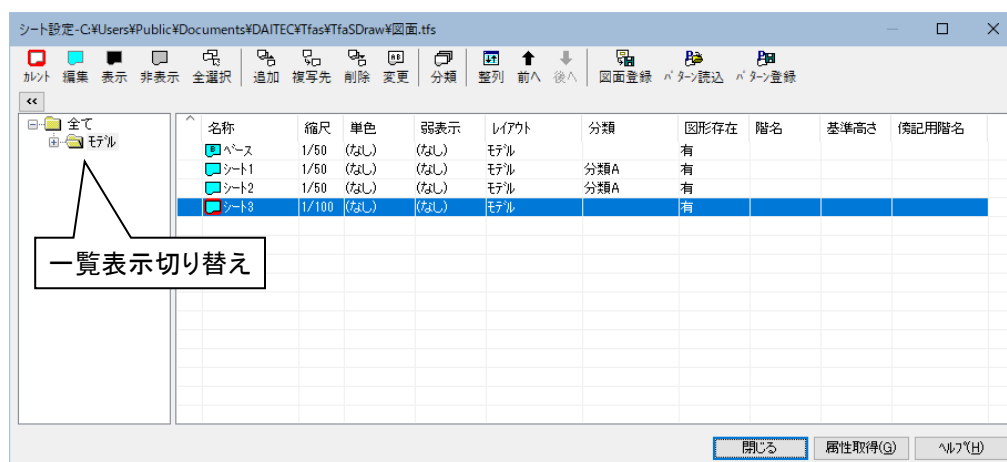 シート設定-C:¥Users¥Public¥Documents¥DAITEC¥Tfas¥TfaSDraw¥図面.tfs
ｶﾚﾝﾄ 編集 表示 非表示 全選択 追加 複写先 削除 変更 分類 整列 前へ 後へ 図面登録 ﾊﾟﾀｰﾝ読込 ﾊﾟﾀｰﾝ登録
<<
全て
ﾓﾃﾞﾙ
名称 縮尺 単色 弱表示 ﾚｲｱｳﾄ 分類 図形存在 階名 基準高さ 傍記用階名
B ﾍﾞｰｽ 1/50 (なし) (なし) ﾓﾃﾞﾙ 有
ｼｰﾄ1 1/50 (なし) (なし) ﾓﾃﾞﾙ 分類A 有
ｼｰﾄ2 1/50 (なし) (なし) ﾓﾃﾞﾙ 分類A 有
ｼｰﾄ3 1/100 (なし) (なし) ﾓﾃﾞﾙ 有
一覧表示切り替え
閉じる 属性取得(G) ﾍﾙﾌﾟ(H)